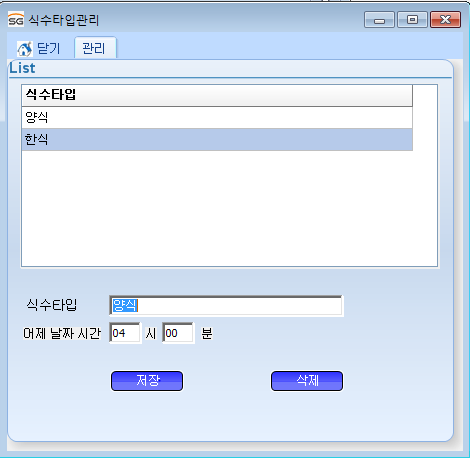 SG 식수타입관리
닫기 관리
List
식수타입
양식
한식
식수타입 양식
어제 날짜 시간 04 시 00 분
저장 삭제